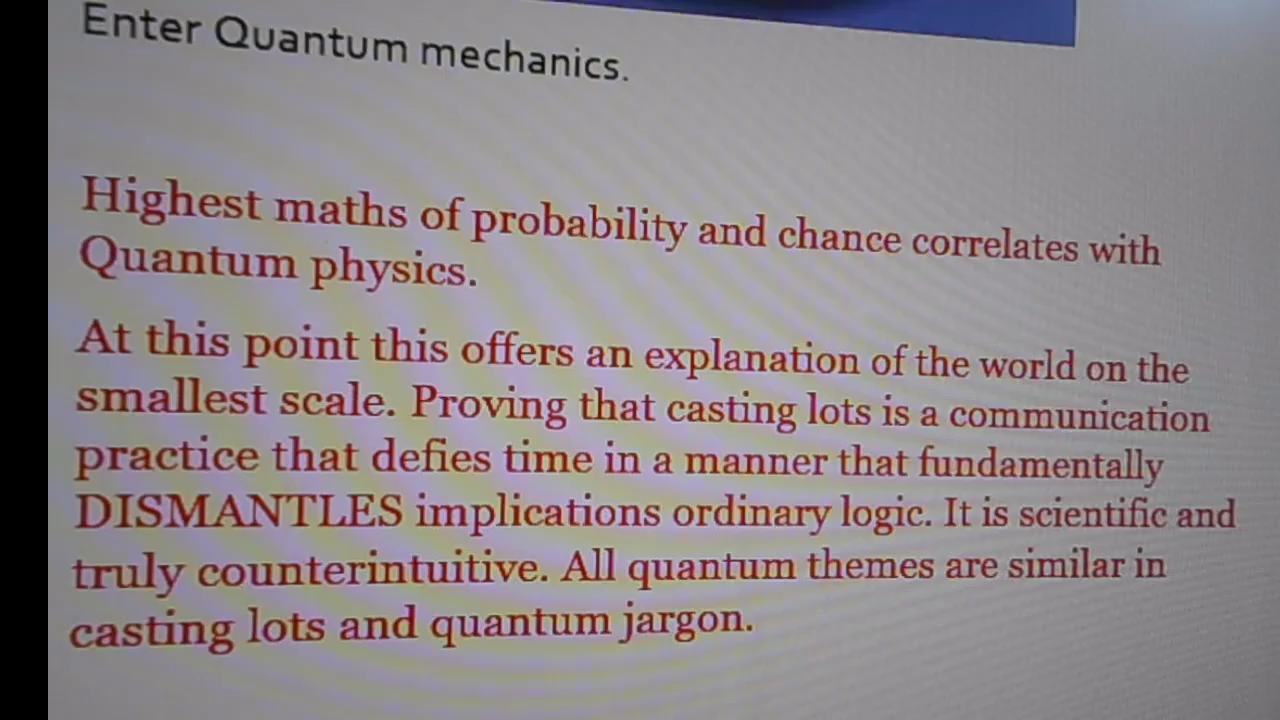 Enter Quantum mechanics.
Highest maths of probability and chance correlates with
Quantum physics.
At this point this offers an explanation of the world on the
smallest scale. Proving that casting lots is a communication
practice that defies time in a manner that fundamentally
DISMANTLES implications ordinary logic. It is scientific and
truly counterintuitive. All quantum themes are similar in
casting lots and quantum jargon.